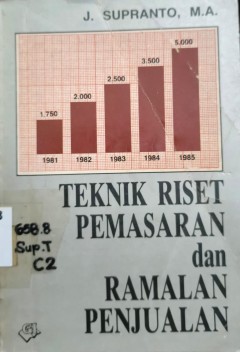 J. SUPRANTO, M.A.
5.000
3.500
2.500
2.000
1.750
1981 1982 1983 1984 1985
TEKNIK RISET
PEMASARAN
dan
RAMALAN
PENJUALAN
658.8
Sup.T
C2